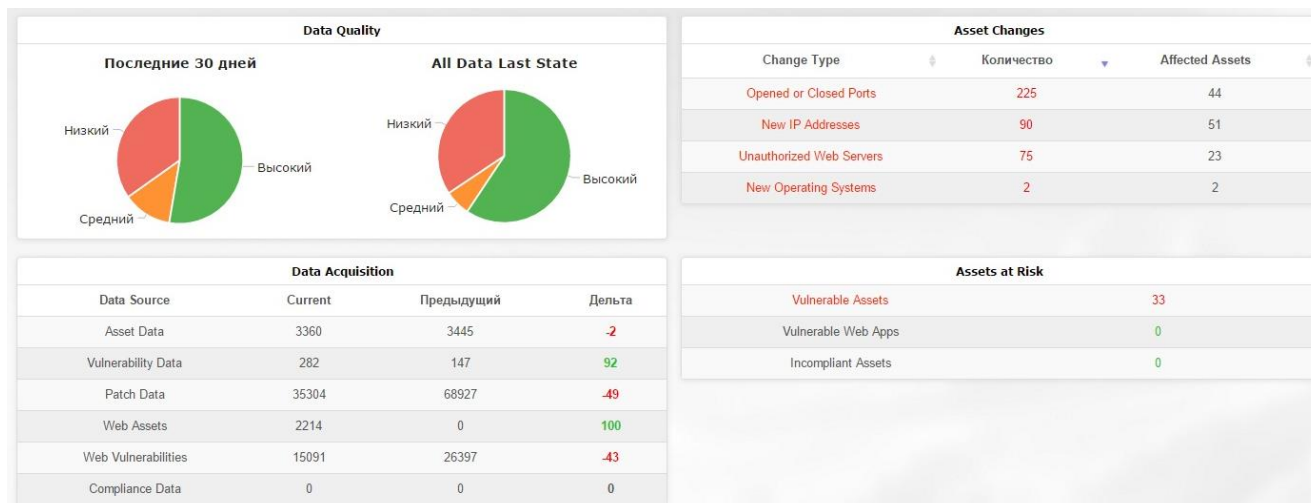 Data Quality
Последние 30 дней
All Data Last State
Низкий
Высокий
Средний
Низкий
Высокий
Средний
Asset Changes
Change Type Количество Affected Assets
Opened or Closed Ports 225 44
New IP Addresses 90 51
Unauthorized Web Servers 75 23
New Operating Systems 2 2
Data Acquisition
Data Source Current Предыдущий Дельта
Asset Data 3360 3445 -2
Vulnerability Data 282 147 92
Patch Data 35304 68927 -49
Web Assets 2214 0 100
Web Vulnerabilities 15091 26397 -43
Compliance Data 0 0 0
Assets at Risk
Vulnerable Assets 33
Vulnerable Web Apps 0
Incompliant Assets 0